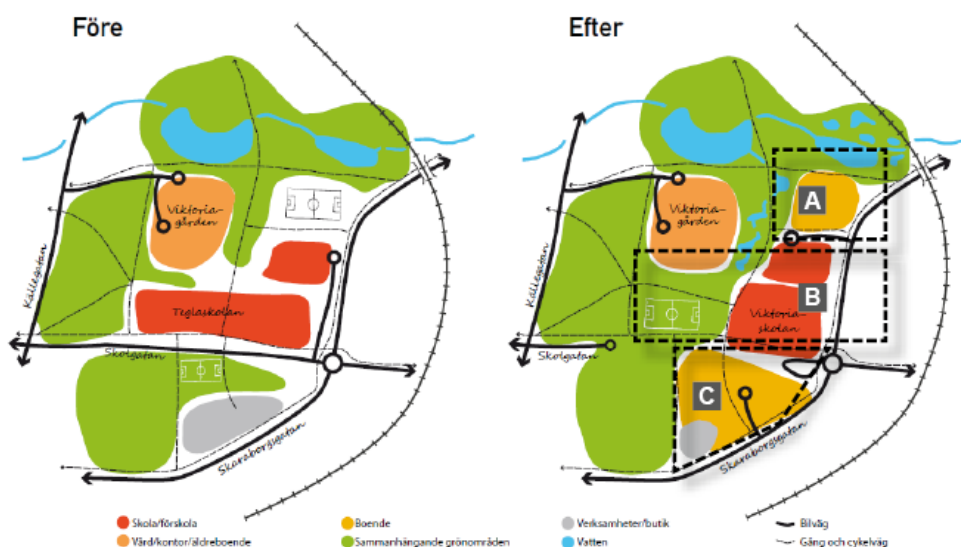 Före
Efter
Viktoria-
gården
Källegatan
Teglaskolan
Skolgatan
Skaraborgsgatan
Viktoria-
gården
A
Källegatan
B
Viktoria-
skolan
Skolgatan
C
Skaraborgsgatan
Skola/förskola
Boende
Verksamheter/butik
Bilväg
Vård/kontor/äldreboende
Sammanhängande grönområden
Vatten
Gång och cykelväg